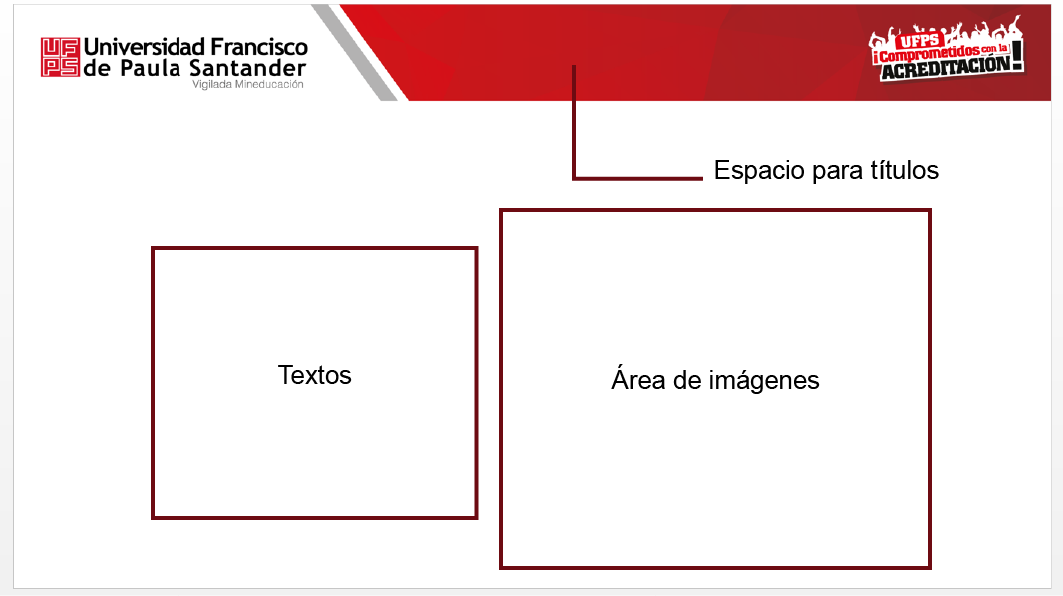 UFPS
Universidad Francisco
de Paula Santander
Vigilada Mineducación
UFPS
¡Comprometidos con la
ACREDITACIÓN!
Espacio para títulos
Textos
Área de imágenes